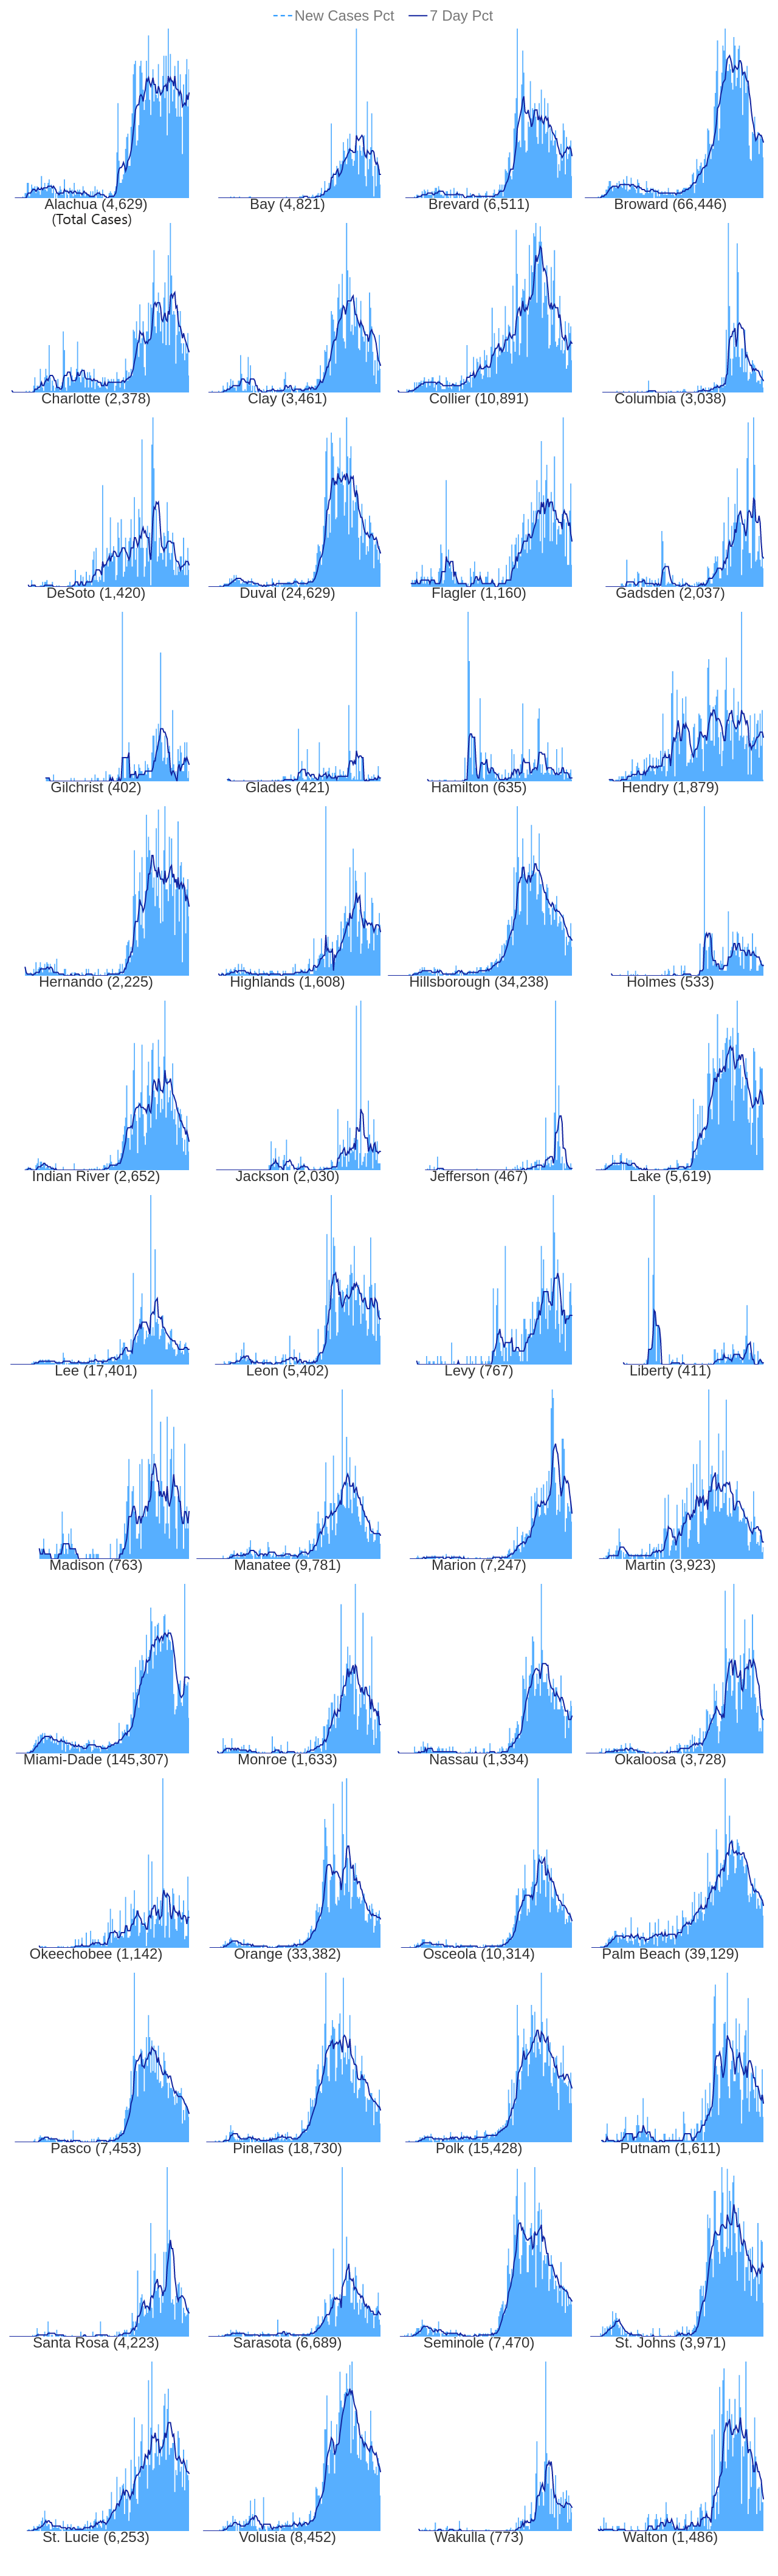 New Cases Pct 7 Day Pct
Alachua (4,629) Bay (4,821) Brevard (6,511) Broward (66,446)
(Total Cases)
Charlotte (2,378) Clay (3,461) Collier (10,891) Columbia (3,038)
DeSoto (1,420) Duval (24,629) Flagler (1,160) Gadsden (2,037)
Gilchrist (402) Glades (421) Hamilton (635) Hendry (1,879)
Hernando (2,225) Highlands (1,608) Hillsborough (34,238) Holmes (533)
Indian River (2,652) Jackson (2,030) Jefferson (467) Lake (5,619)
Lee (17,401) Leon (5,402) Levy (767) Liberty (411)
Madison (763) Manatee (9,781) Marion (7,247) Martin (3,923)
Miami-Dade (145,307) Monroe (1,633) Nassau (1,334) Okaloosa (3,728)
Okeechobee (1,142) Orange (33,382) Osceola (10,314) Palm Beach (39,129)
Pasco (7,453) Pinellas (18,730) Polk (15,428) Putnam (1,611)
Santa Rosa (4,223) Sarasota (6,689) Seminole (7,470) St. Johns (3,971)
St. Lucie (6,253) Volusia (8,452) Wakulla (773) Walton (1,486)